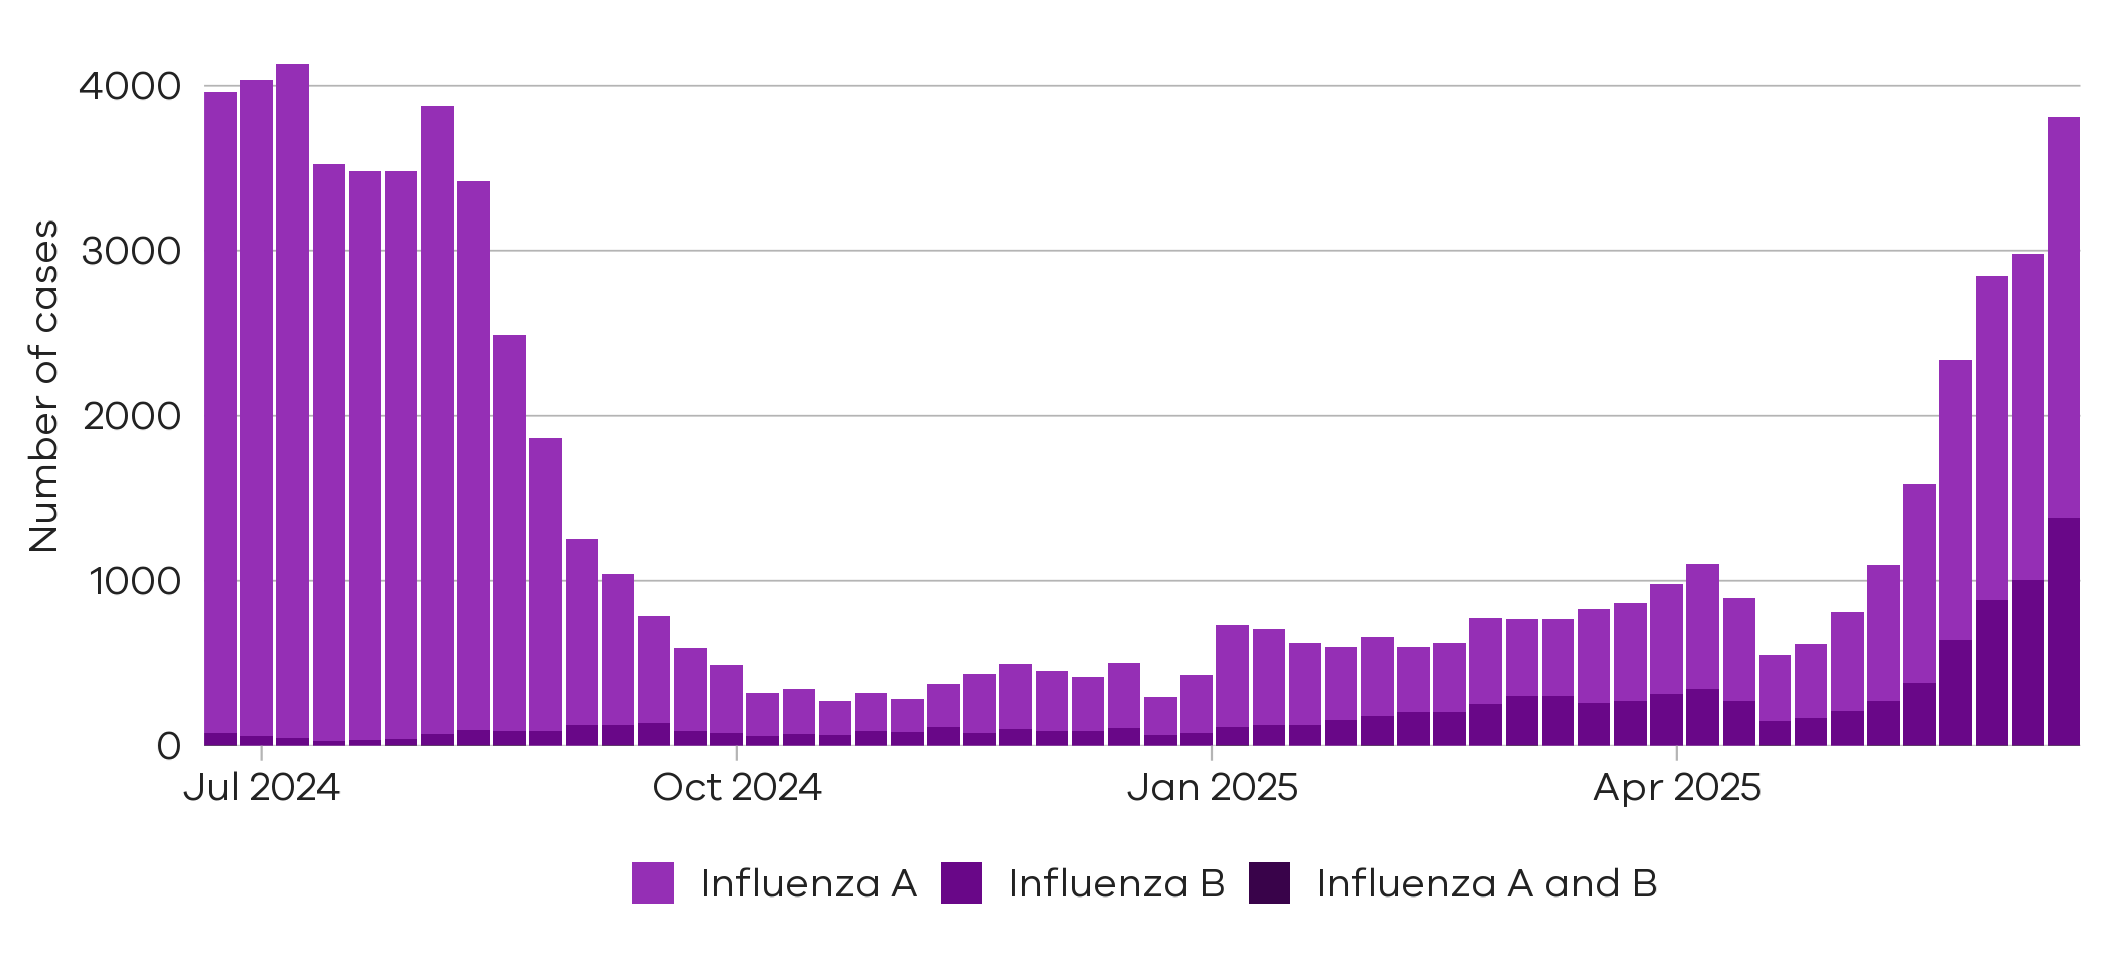 Number of cases
4000
3000
2000
1000
0
Jul 2024 Oct 2024 Jan 2025 Apr 2025
Influenza A Influenza B Influenza A and B